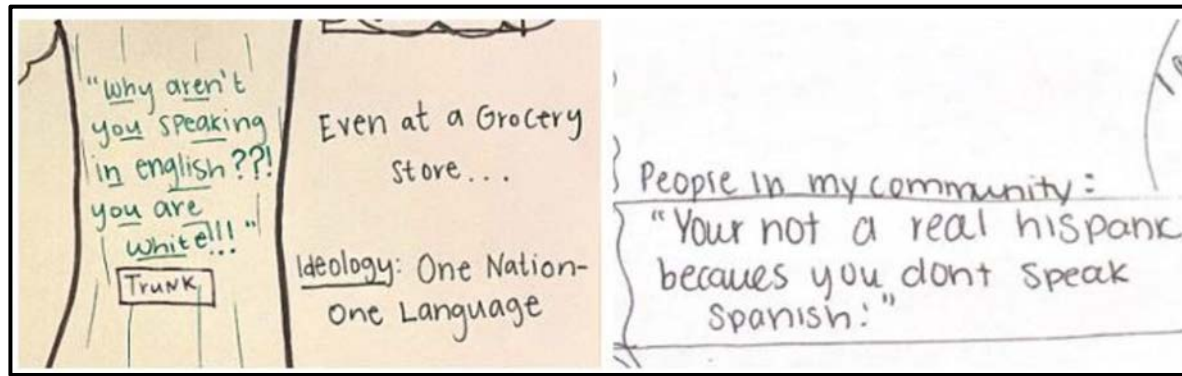 "Why aren't
you speaking
in english??!
you are
white!!!"
Trunk
Even at a Grocery
store...
Ideology: One Nation-
One Language
People in my community:
"Your not a real hispanic
becaues you dont speak
Spanish:"